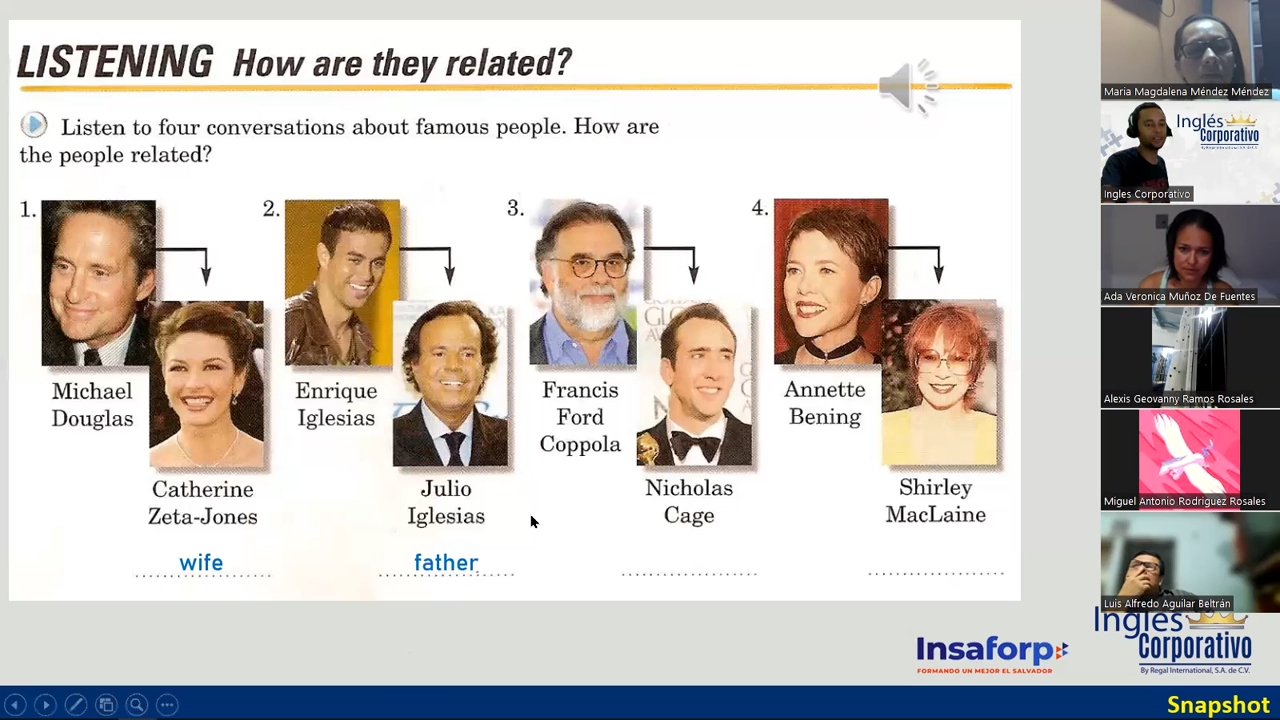 LISTENING How are they related?
Listen to four conversations about famous people. How are
the people related?
1.
2.
3.
4.
Michael
Douglas
Catherine
Zeta-Jones
wife
Enrique
Iglesias
Julio
Iglesias
father
Francis
Ford
Coppola
Nicholas
Cage
Annette
Bening
Shirley
MacLaine
Insaforp
FORMANDO UN MEJOR EL SALVADOR
Inglés
Corporativo
By Regal International, S.A. de C.V.
Snapshot
Maria Magdalena Méndez Méndez
Inglés
Corporativo
Ingles Corporativo
Ada Veronica Muñoz De Fuentes
Alexis Geovanny Ramos Rosales
Miguel Antonio Rodriguez Rosales
Luis Alfredo Aguilar Beltrán